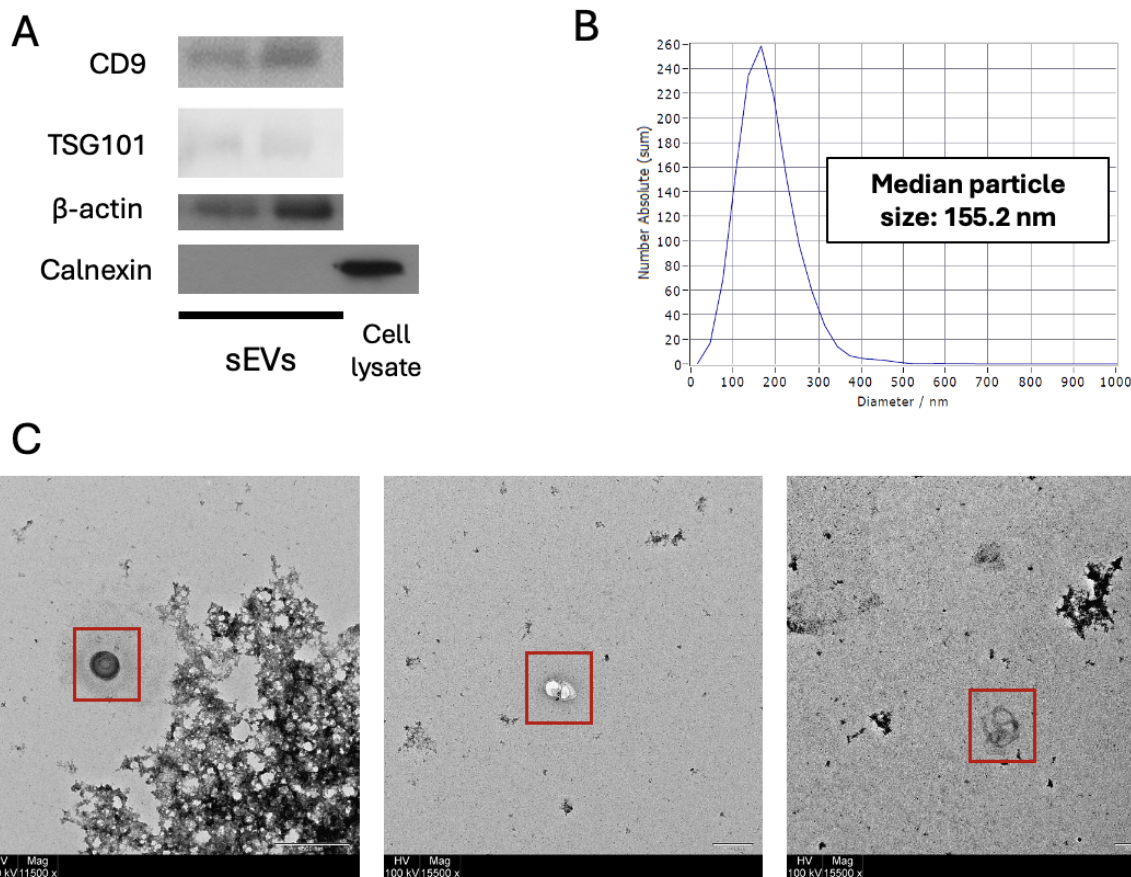 A
CD9
TSG101
β-actin
Calnexin
sEVs
Cell
lysate
B
Number Absolute (sum)
260
240
220
200
180
160
140
120
100
80
60
40
20
0
0 100 200 300 400 500 600 700 800 900 1000
Diameter / nm
Median particle
size: 155.2 nm
C
V Mag
0 kV 11500 x
HV Mag
100 kV 15500 x
HV Mag
100 kV 15500 x